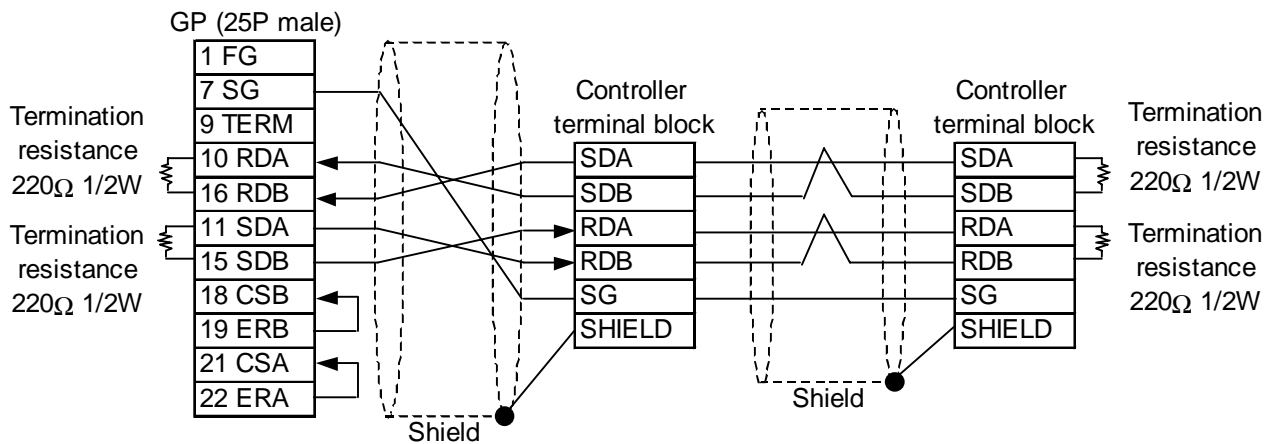 GP (25P male)
1 FG
7 SG
9 TERM
10 RDA
16 RDB
11 SDA
15 SDB
18 CSB
19 ERB
21 CSA
22 ERA
Termination
resistance
220Ω 1/2W
Termination
resistance
220Ω 1/2W
Shield
Controller
terminal block
SDA
SDB
RDA
RDB
SG
SHIELD
Shield
Controller
terminal block
SDA
SDB
RDA
RDB
SG
SHIELD
Termination
resistance
220Ω 1/2W
Termination
resistance
220Ω 1/2W